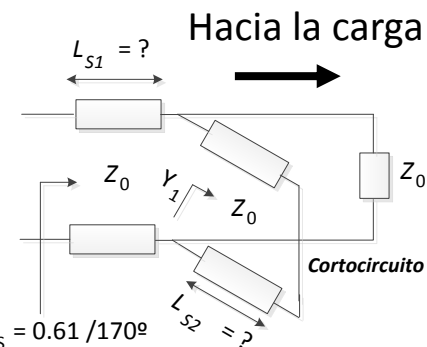 Hacia la carga
L_S1 = ?
Z_0
Y_1
Z_0
Z_0
Cortocircuito
L_S2 = ?
S = 0.61 /170º